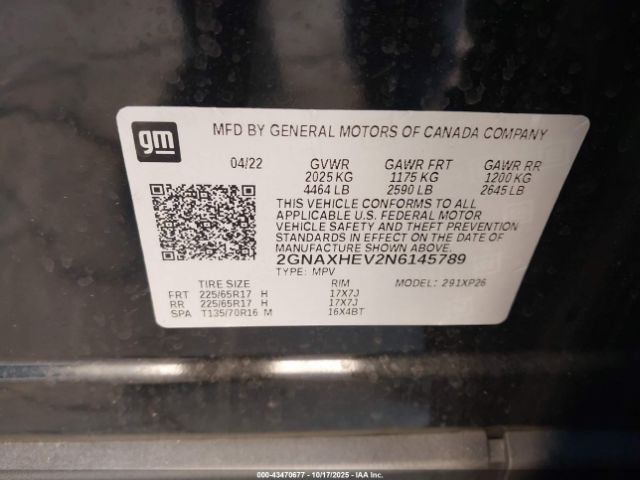 gm
MFD BY GENERAL MOTORS OF CANADA COMPANY
04/22 GVWR GAWR FRT GAWR RR
2025 KG 1175 KG 1200 KG
4464 LB 2590 LB 2645 LB
THIS VEHICLE CONFORMS TO ALL
APPLICABLE U.S. FEDERAL MOTOR
VEHICLE SAFETY AND THEFT PREVENTION
STANDARDS IN EFFECT ON THE DATE OF
MANUFACTURE SHOWN ABOVE.
2GNAXHEV2N6145789
TYPE: MPV MODEL: 291XP26
TIRE SIZE RIM
FRT 225/65R17 H 17X7J
RR 225/65R17 H 17X7J
SPA T135/70R16 M 16X4BT
000-43470677 - 10/17/2025 - IAA Inc.